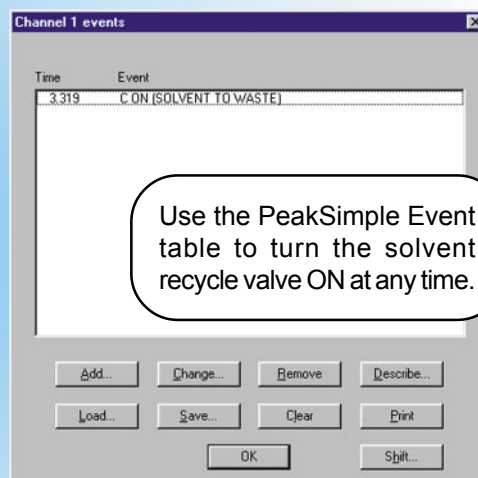 Channel 1 events
Time Event
3.319 C ON (SOLVENT TO WASTE)
Use the PeakSimple Event
table to turn the solvent
recycle valve ON at any time.
Add... Change... Remove Describe...
Load... Save... Clear Print
OK Shift...